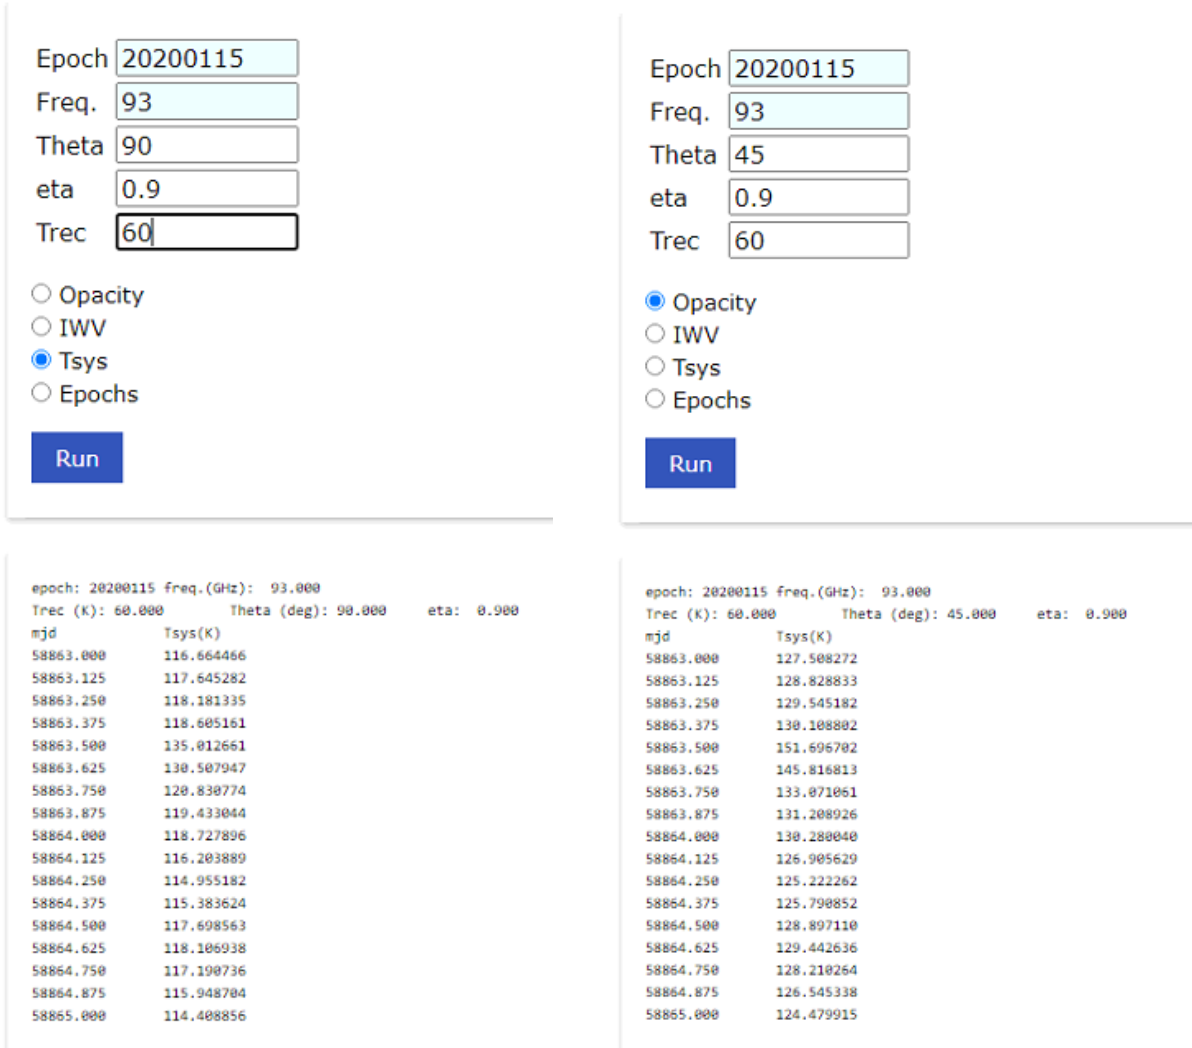 Epoch 20200115
Freq. 93
Theta 90
eta 0.9
Trec 60
Opacity
IWV
Tsys
Epochs
Run
epoch: 20200115 freq.(GHz): 93.000
Trec (K): 60.000 Theta (deg): 90.000 eta: 0.900
mjd Tsys(K)
58863.000 116.664466
58863.125 117.645282
58863.250 118.181335
58863.375 118.605161
58863.500 135.012661
58863.625 130.507947
58863.750 120.830774
58863.875 119.433044
58864.000 118.727896
58864.125 116.203889
58864.250 114.955182
58864.375 115.383624
58864.500 117.698563
58864.625 118.106938
58864.750 117.190736
58864.875 115.948704
58865.000 114.408856
Epoch 20200115
Freq. 93
Theta 45
eta 0.9
Trec 60
Opacity
IWV
Tsys
Epochs
Run
epoch: 20200115 freq.(GHz): 93.000
Trec (K): 60.000 Theta (deg): 45.000 eta: 0.900
mjd Tsys(K)
58863.000 127.508272
58863.125 128.828833
58863.250 129.545182
58863.375 130.108802
58863.500 151.696702
58863.625 145.816813
58863.750 133.071061
58863.875 131.208926
58864.000 130.280040
58864.125 126.905629
58864.250 125.222262
58864.375 125.790852
58864.500 128.897110
58864.625 129.442636
58864.750 128.210264
58864.875 126.545338
58865.000 124.479915